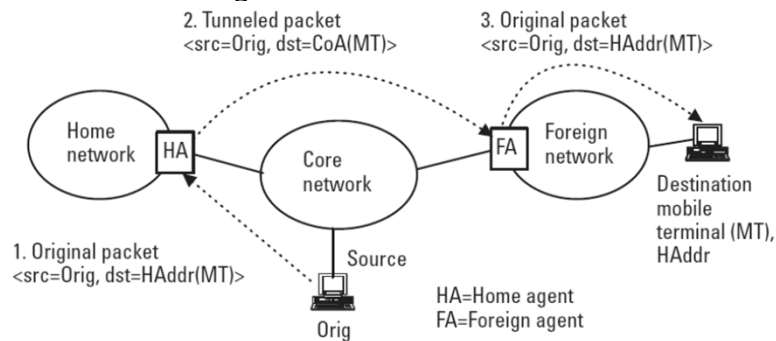 2. Tunneled packet
<src=Orig, dst=CoA(MT)>
3. Original packet
<src=Orig, dst=HAddr(MT)>
Home
network
HA
Core
network
FA
Foreign
network
Destination
mobile
terminal (MT),
HAddr
1. Original packet
<src=Orig, dst=HAddr(MT)>
Source
Orig
HA=Home agent
FA=Foreign agent